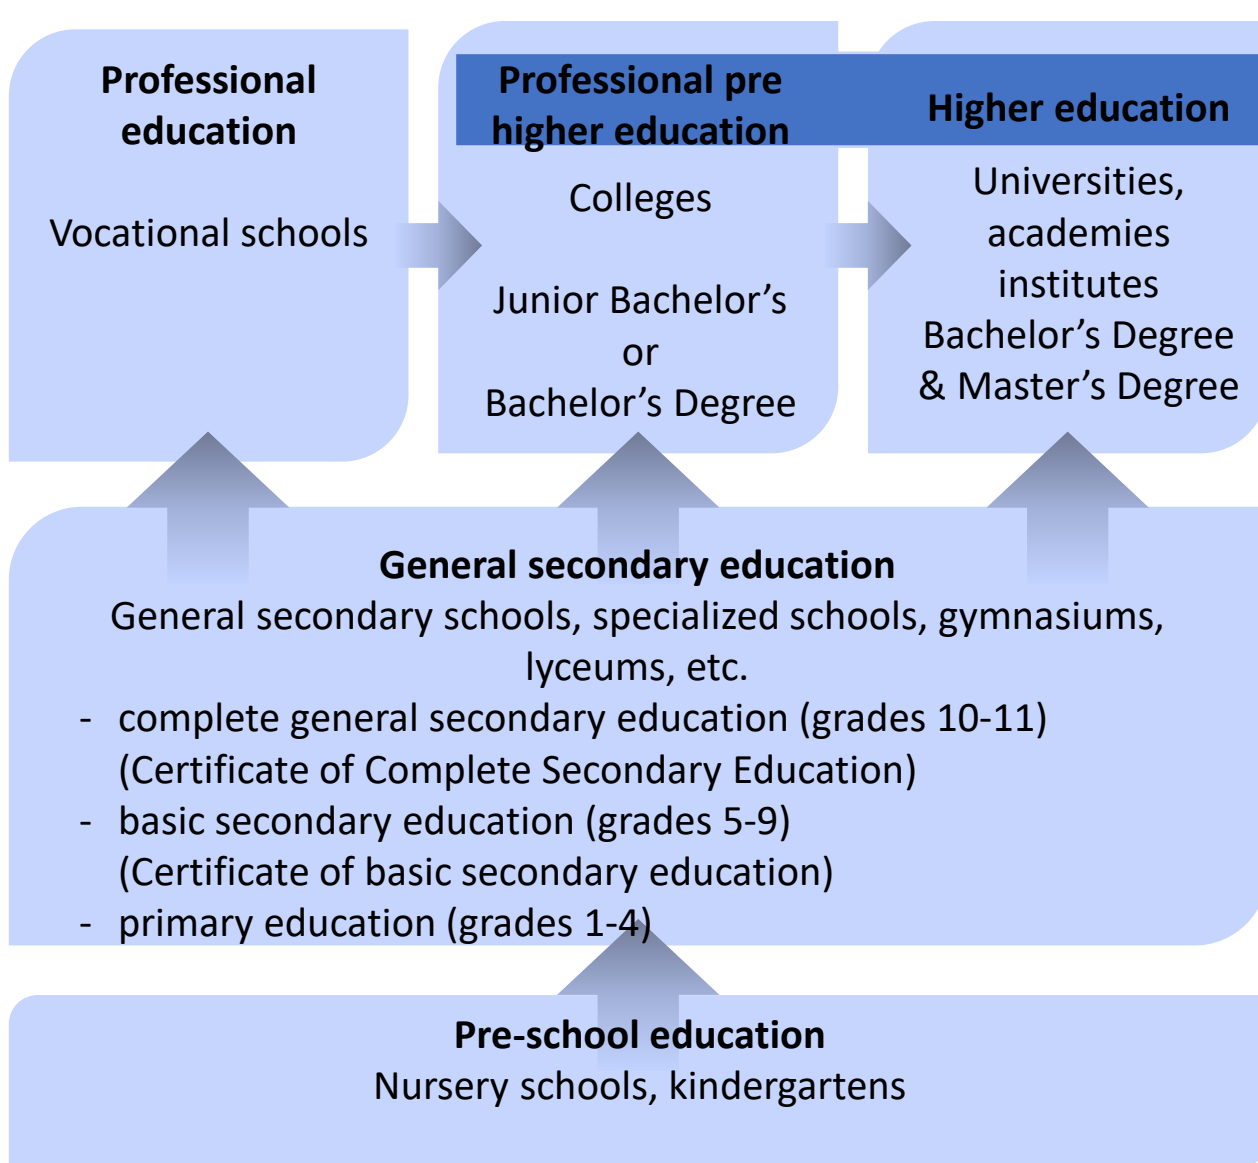 Professional
education
Vocational schools
Professional pre
higher education
Colleges
Junior Bachelor’s
or
Bachelor’s Degree
Higher education
Universities,
academies
institutes
Bachelor’s Degree
& Master’s Degree
General secondary education
General secondary schools, specialized schools, gymnasiums,
lyceums, etc.
- complete general secondary education (grades 10-11)
(Certificate of Complete Secondary Education)
- basic secondary education (grades 5-9)
(Certificate of basic secondary education)
- primary education (grades 1-4)
Pre-school education
Nursery schools, kindergartens